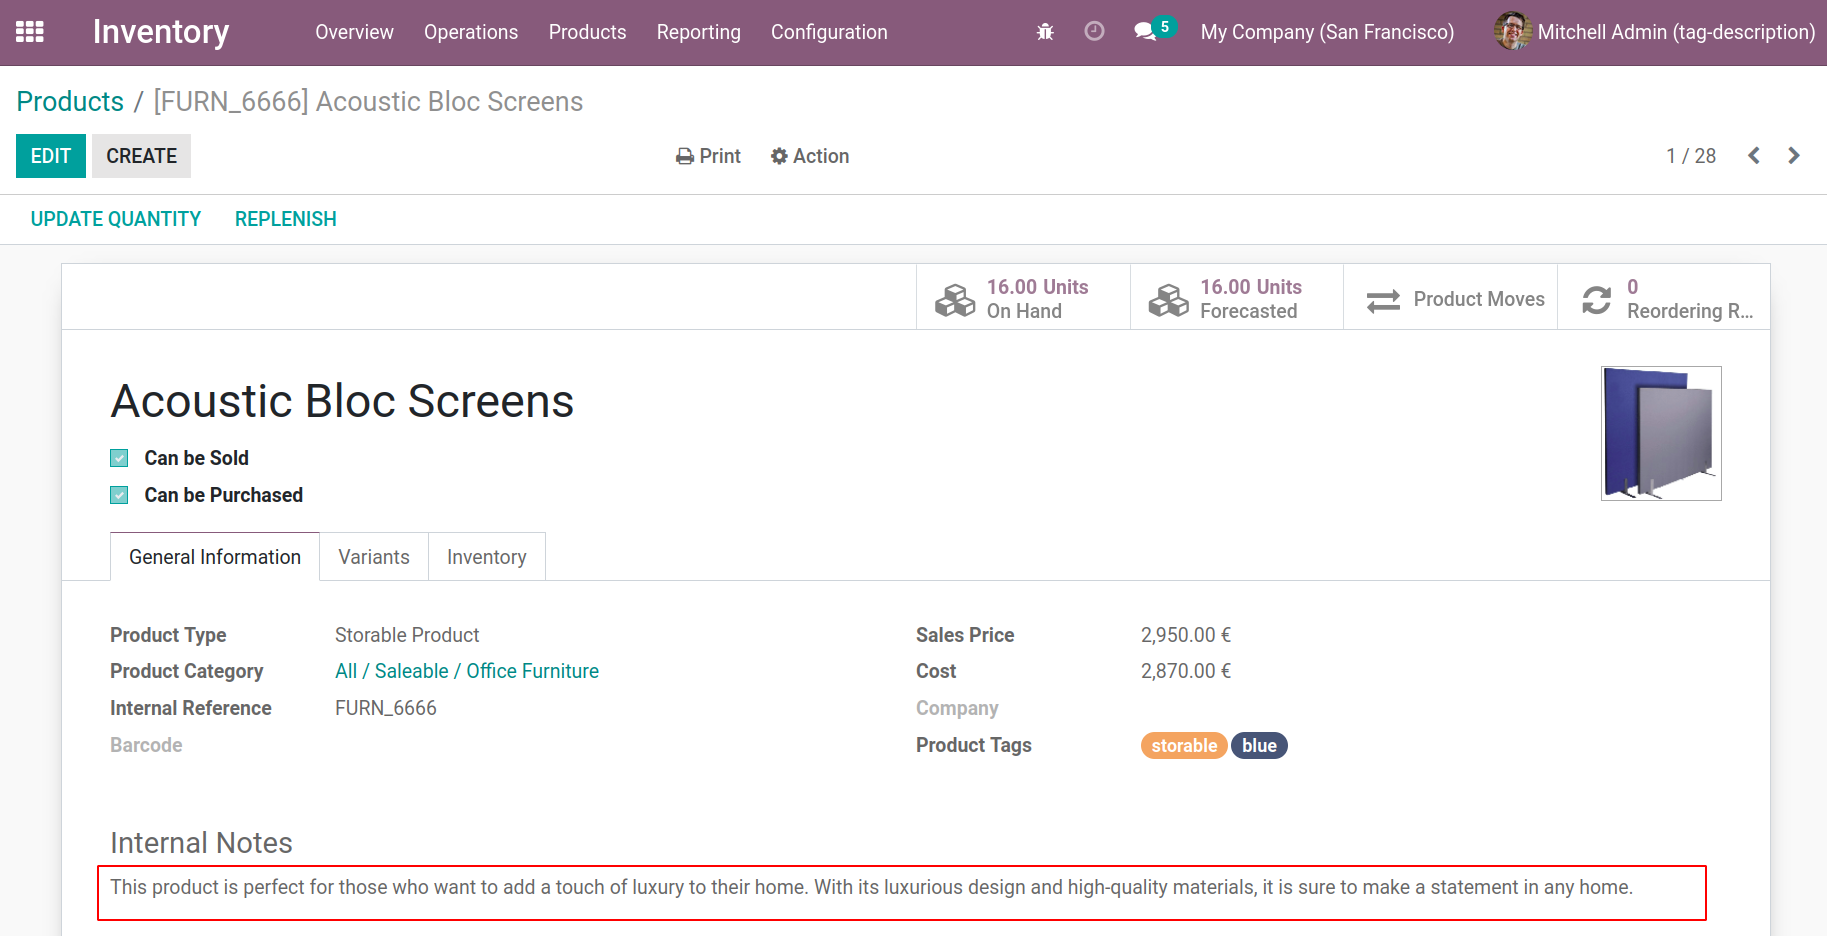 Inventory Overview Operations Products Reporting Configuration 5 My Company (San Francisco) Mitchell Admin (tag-description)
Products / [FURN_6666] Acoustic Bloc Screens
EDIT CREATE Print Action 1 / 28
UPDATE QUANTITY REPLENISH
16.00 Units 16.00 Units Product Moves 0
On Hand Forecasted Reordering R...
Acoustic Bloc Screens
Can be Sold
Can be Purchased
General Information Variants Inventory
Product Type Storable Product Sales Price 2,950.00 €
Product Category All / Saleable / Office Furniture Cost 2,870.00 €
Internal Reference FURN_6666 Company
Barcode Product Tags storable blue
Internal Notes
This product is perfect for those who want to add a touch of luxury to their home. With its luxurious design and high-quality materials, it is sure to make a statement in any home.